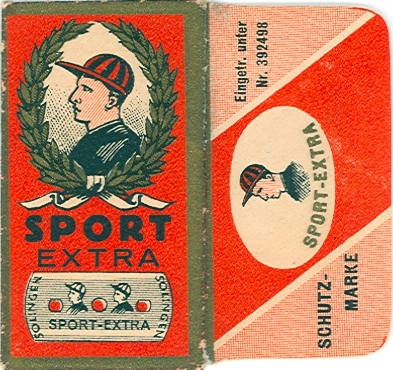 SPORT
EXTRA
SOLINGEN
SOLINGEN
SPORT-EXTRA
Eingetr. unter
Nr. 392498
SPORT-EXTRA
SCHUTZ-
MARKE